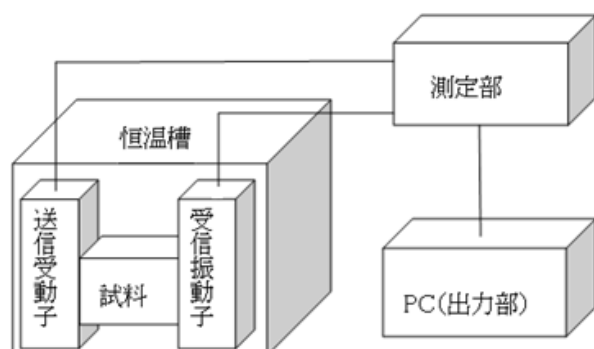 測定部
恒温槽
送信受動子
受信振動子
試料
PC(出力部)